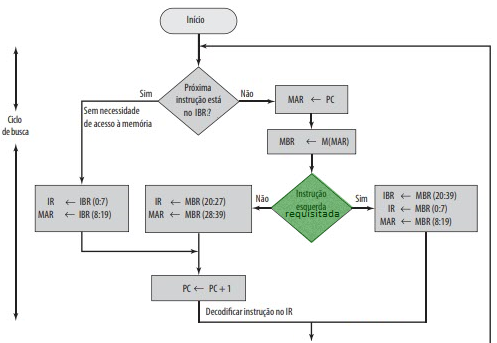 Início
Próxima
instrução está
no IBR?
Sim
Não
Sem necessidade
de acesso à memória
MAR ← PC
MBR ← M(MAR)
Ciclo
de busca
Instrução
esquerda
requisitada
Não
Sim
IR ← IBR (0:7)
MAR ← IBR (8:19)
IR ← MBR (20:27)
MAR ← MBR (28:39)
IBR ← MBR (20:39)
IR ← MBR (0:7)
MAR ← MBR (8:19)
PC ← PC + 1
Decodificar instrução no IR